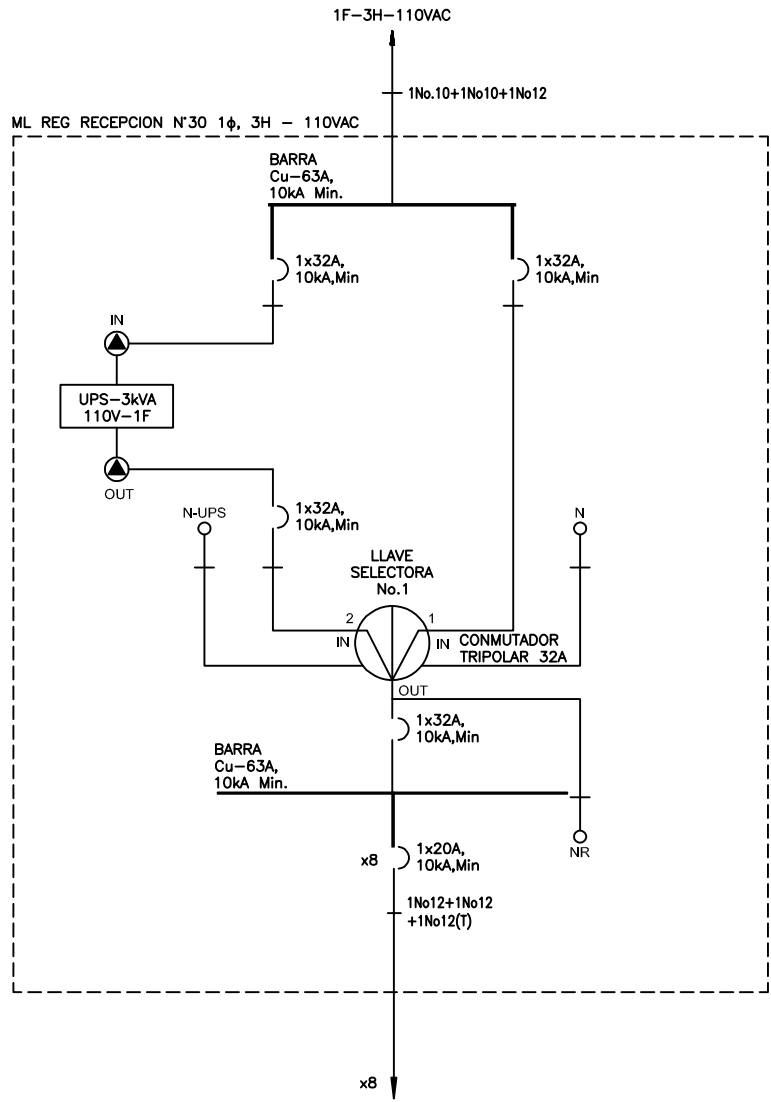 1F-3H-110VAC
1No.10+1No10+1No12
ML REG RECEPCION N°30 1ϕ, 3H - 110VAC
BARRA
Cu-63A,
10kA Min.
1x32A,
10kA,Min
1x32A,
10kA,Min
IN
UPS-3kVA
110V-1F
OUT
N-UPS
1x32A,
10kA,Min
N
LLAVE
SELECTORA
No.1
2
1
IN
IN
CONMUTADOR
TRIPOLAR 32A
OUT
1x32A,
10kA,Min
BARRA
Cu-63A,
10kA Min.
NR
x8
1x20A,
10kA,Min
1No12+1No12
+1No12(T)
x8